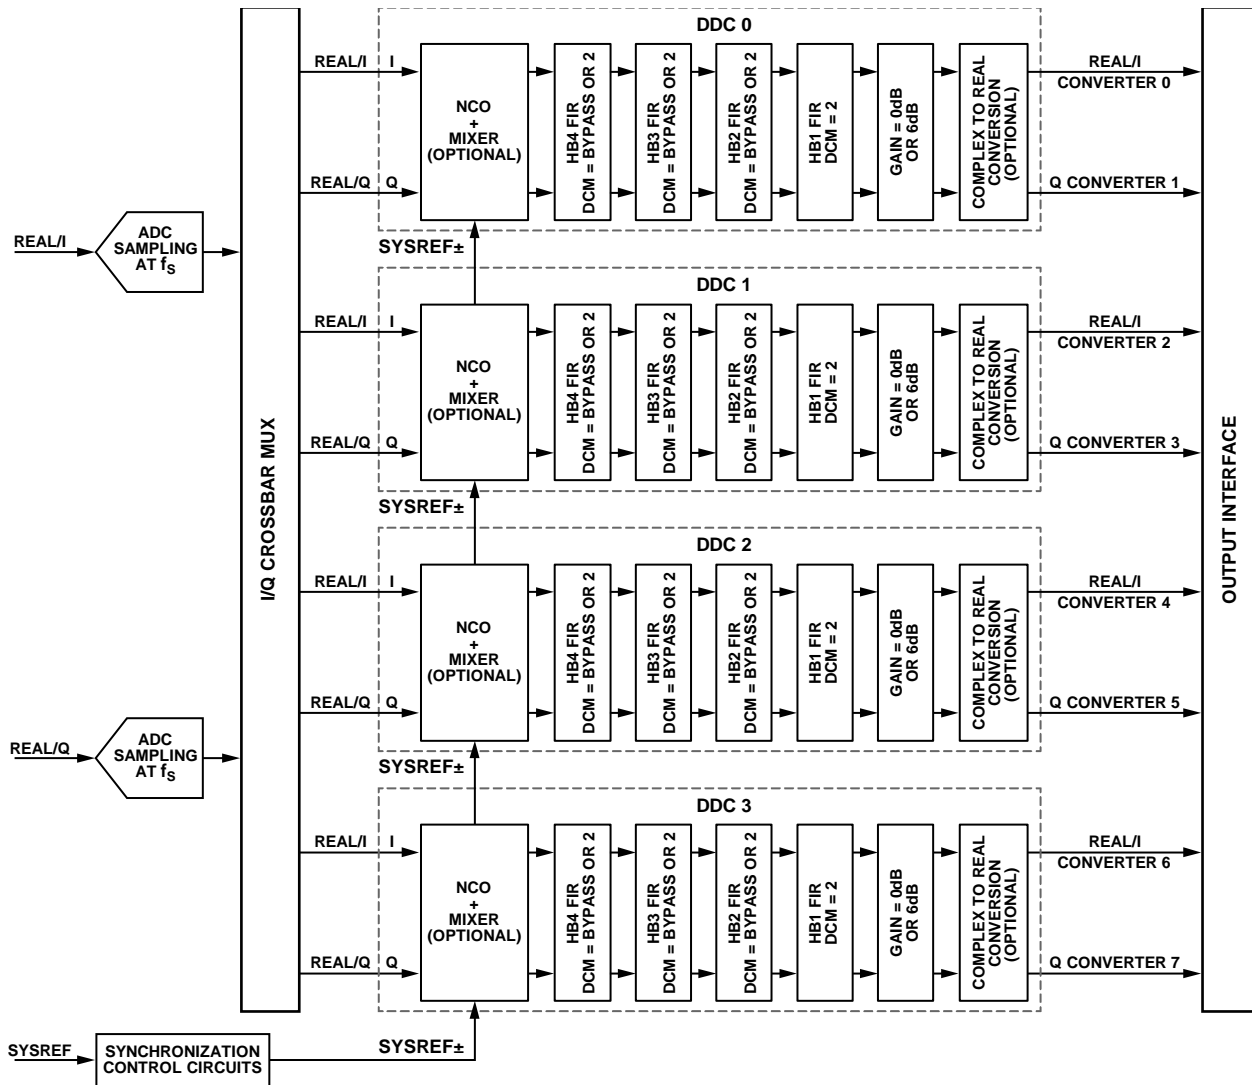 DDC 0
REAL/I I
REAL/Q Q
NCO
+
MIXER
(OPTIONAL)
HB4 FIR
DCM = BYPASS OR 2
HB3 FIR
DCM = BYPASS OR 2
HB2 FIR
DCM = BYPASS OR 2
HB1 FIR
DCM = 2
GAIN = 0dB
OR 6dB
COMPLEX TO REAL
CONVERSION
(OPTIONAL)
REAL/I
CONVERTER 0
Q CONVERTER 1
SYSREF±
REAL/I
ADC
SAMPLING
AT fS
I/Q CROSSBAR MUX
DDC 1
REAL/I I
REAL/Q Q
NCO
+
MIXER
(OPTIONAL)
HB4 FIR
DCM = BYPASS OR 2
HB3 FIR
DCM = BYPASS OR 2
HB2 FIR
DCM = BYPASS OR 2
HB1 FIR
DCM = 2
GAIN = 0dB
OR 6dB
COMPLEX TO REAL
CONVERSION
(OPTIONAL)
REAL/I
CONVERTER 2
Q CONVERTER 3
SYSREF±
OUTPUT INTERFACE
DDC 2
REAL/I I
REAL/Q Q
NCO
+
MIXER
(OPTIONAL)
HB4 FIR
DCM = BYPASS OR 2
HB3 FIR
DCM = BYPASS OR 2
HB2 FIR
DCM = BYPASS OR 2
HB1 FIR
DCM = 2
GAIN = 0dB
OR 6dB
COMPLEX TO REAL
CONVERSION
(OPTIONAL)
REAL/I
CONVERTER 4
Q CONVERTER 5
SYSREF±
REAL/Q
ADC
SAMPLING
AT fS
DDC 3
REAL/I I
REAL/Q Q
NCO
+
MIXER
(OPTIONAL)
HB4 FIR
DCM = BYPASS OR 2
HB3 FIR
DCM = BYPASS OR 2
HB2 FIR
DCM = BYPASS OR 2
HB1 FIR
DCM = 2
GAIN = 0dB
OR 6dB
COMPLEX TO REAL
CONVERSION
(OPTIONAL)
REAL/I
CONVERTER 6
Q CONVERTER 7
SYSREF
SYNCHRONIZATION
CONTROL CIRCUITS
SYSREF±